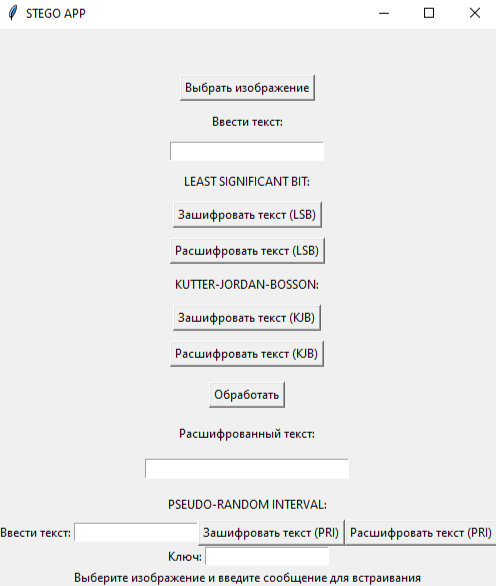 STEGO APP
Выбрать изображение
Ввести текст:
LEAST SIGNIFICANT BIT:
Зашифровать текст (LSB)
Расшифровать текст (LSB)
KUTTER-JORDAN-BOSSON:
Зашифровать текст (KJB)
Расшифровать текст (KJB)
Обработать
Расшифрованный текст:
PSEUDO-RANDOM INTERVAL:
Ввести текст: Зашифровать текст (PRI) Расшифровать текст (PRI)
Ключ:
Выберите изображение и введите сообщение для встраивания